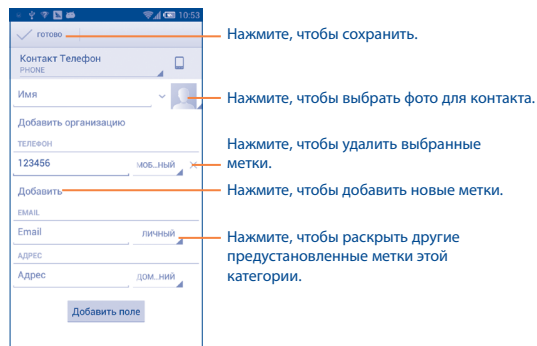 10:53
ГОТОВО
Нажмите, чтобы сохранить.
Контакт Телефон
PHONE
Имя
Нажмите, чтобы выбрать фото для контакта.
Добавить организацию
ТЕЛЕФОН
123456
МОБ...НЫЙ
Нажмите, чтобы удалить выбранные
метки.
Добавить
Нажмите, чтобы добавить новые метки.
EMAIL
Email
ЛИЧНЫЙ
Нажмите, чтобы раскрыть другие
предустановленные метки этой
категории.
АДРЕС
Адрес
ДОМ...НИЙ
Добавить поле